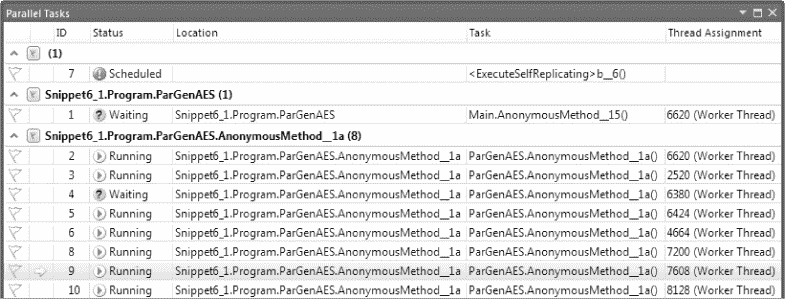 Parallel Tasks
ID Status Location Task Thread Assignment
(1)
7 Scheduled <ExecuteSelfReplicating>b__6()
Snippet6_1.Program.ParGenAES (1)
1 Waiting Snippet6_1.Program.ParGenAES Main.AnonymousMethod__15() 6620 (Worker Thread)
Snippet6_1.Program.ParGenAES.AnonymousMethod__1a (8)
2 Running Snippet6_1.Program.ParGenAES.AnonymousMethod__1a ParGenAES.AnonymousMethod__1a() 6620 (Worker Thread)
3 Running Snippet6_1.Program.ParGenAES.AnonymousMethod__1a ParGenAES.AnonymousMethod__1a() 2520 (Worker Thread)
4 Waiting Snippet6_1.Program.ParGenAES.AnonymousMethod__1a ParGenAES.AnonymousMethod__1a() 6380 (Worker Thread)
5 Running Snippet6_1.Program.ParGenAES.AnonymousMethod__1a ParGenAES.AnonymousMethod__1a() 6424 (Worker Thread)
6 Running Snippet6_1.Program.ParGenAES.AnonymousMethod__1a ParGenAES.AnonymousMethod__1a() 4664 (Worker Thread)
8 Running Snippet6_1.Program.ParGenAES.AnonymousMethod__1a ParGenAES.AnonymousMethod__1a() 7200 (Worker Thread)
9 Running Snippet6_1.Program.ParGenAES.AnonymousMethod__1a ParGenAES.AnonymousMethod__1a() 7608 (Worker Thread)
10 Running Snippet6_1.Program.ParGenAES.AnonymousMethod__1a ParGenAES.AnonymousMethod__1a() 8128 (Worker Thread)